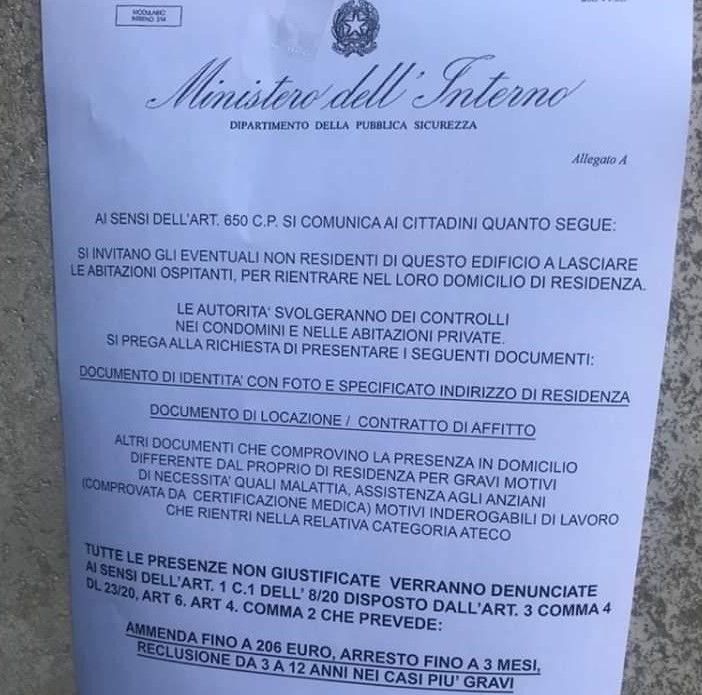 MODULARIO
INTERNO 314
Ministero dell'Interno
DIPARTIMENTO DELLA PUBBLICA SICUREZZA
Allegato A
AI SENSI DELL'ART. 650 C.P. SI COMUNICA AI CITTADINI QUANTO SEGUE:
SI INVITANO GLI EVENTUALI NON RESIDENTI DI QUESTO EDIFICIO A LASCIARE
LE ABITAZIONI OSPITANTI, PER RIENTRARE NEL LORO DOMICILIO DI RESIDENZA.
LE AUTORITA' SVOLGERANNO DEI CONTROLLI
NEI CONDOMINI E NELLE ABITAZIONI PRIVATE.
SI PREGA ALLA RICHIESTA DI PRESENTARE I SEGUENTI DOCUMENTI:
DOCUMENTO DI IDENTITA' CON FOTO E SPECIFICATO INDIRIZZO DI RESIDENZA
DOCUMENTO DI LOCAZIONE / CONTRATTO DI AFFITTO
ALTRI DOCUMENTI CHE COMPROVINO LA PRESENZA IN DOMICILIO
DIFFERENTE DAL PROPRIO DI RESIDENZA PER GRAVI MOTIVI
DI NECESSITA' QUALI MALATTIA, ASSISTENZA AGLI ANZIANI
(COMPROVATA DA CERTIFICAZIONE MEDICA) MOTIVI INDEROGABILI DI LAVORO
CHE RIENTRI NELLA RELATIVA CATEGORIA ATECO
TUTTE LE PRESENZE NON GIUSTIFICATE VERRANNO DENUNCIATE
AI SENSI DELL'ART. 1 C.1 DELL' 8/20 DISPOSTO DALL'ART. 3 COMMA 4
DL 23/20, ART 6. ART 4. COMMA 2 CHE PREVEDE:
AMMENDA FINO A 206 EURO, ARRESTO FINO A 3 MESI,
RECLUSIONE DA 3 A 12 ANNI NEI CASI PIU' GRAVI